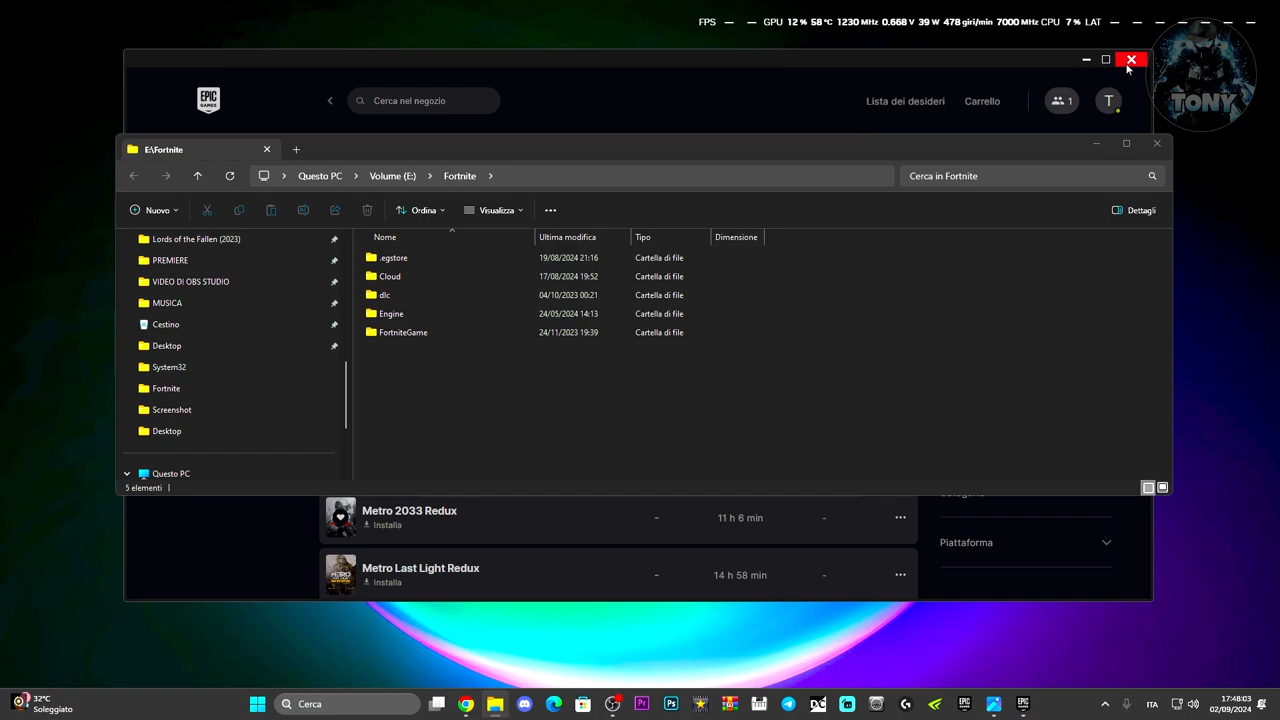 FPS — — GPU 12 % 58 °C 1230 MHz 0.668 V 39 W 478 giri/min 7000 MHz CPU 7 % LAT — — — — — — — —
EPIC GAMES
Cerca nel negozio
Lista dei desideri
Carrello
1
T
TONY
E:\Fortnite
Questo PC
Volume (E:)
Fortnite
Cerca in Fortnite
Nuovo
Ordina
Visualizza
Dettagli
Nome
Ultima modifica
Tipo
Dimensione
Lords of the Fallen (2023)
PREMIERE
VIDEO DI OBS STUDIO
MUSICA
Cestino
Desktop
System32
Fortnite
Screenshot
Desktop
Questo PC
.egstore 19/08/2024 21:16 Cartella di file
Cloud 17/08/2024 19:52 Cartella di file
dlc 04/10/2023 00:21 Cartella di file
Engine 24/05/2024 14:13 Cartella di file
FortniteGame 24/11/2023 19:39 Cartella di file
5 elementi
Metro 2033 Redux
Installa
- 11 h 6 min -
Metro Last Light Redux
Installa
- 14 h 58 min -
Piattaforma
32°C
Soleggiato
Cerca
ITA
17:48:03
02/09/2024